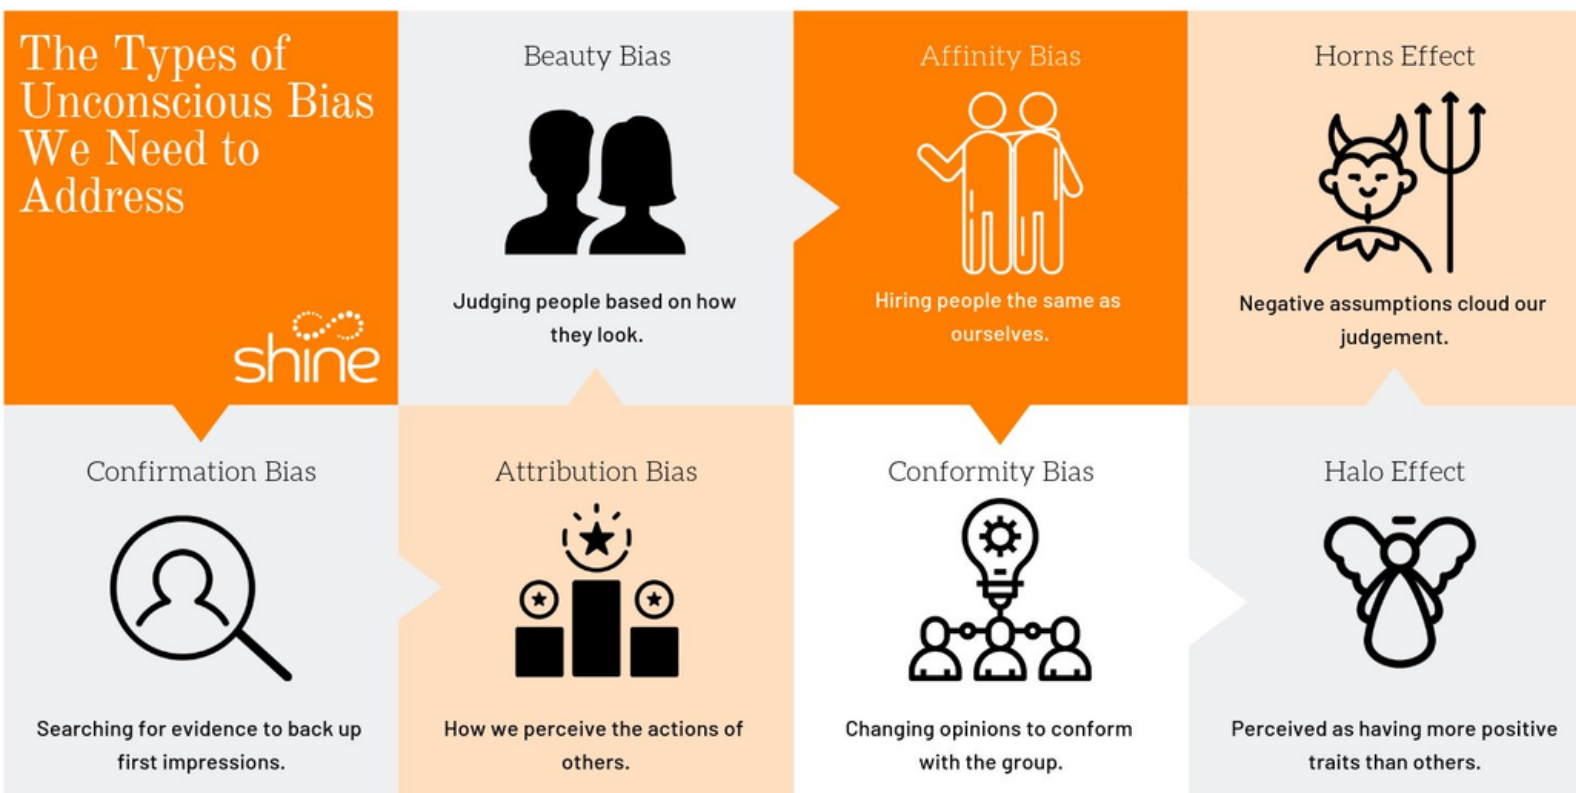 The Types of
Unconscious Bias
We Need to
Address
shine
Beauty Bias
Judging people based on how
they look.
Affinity Bias
Hiring people the same as
ourselves.
Horns Effect
Negative assumptions cloud our
judgement.
Confirmation Bias
Searching for evidence to back up
first impressions.
Attribution Bias
How we perceive the actions of
others.
Conformity Bias
Changing opinions to conform
with the group.
Halo Effect
Perceived as having more positive
traits than others.